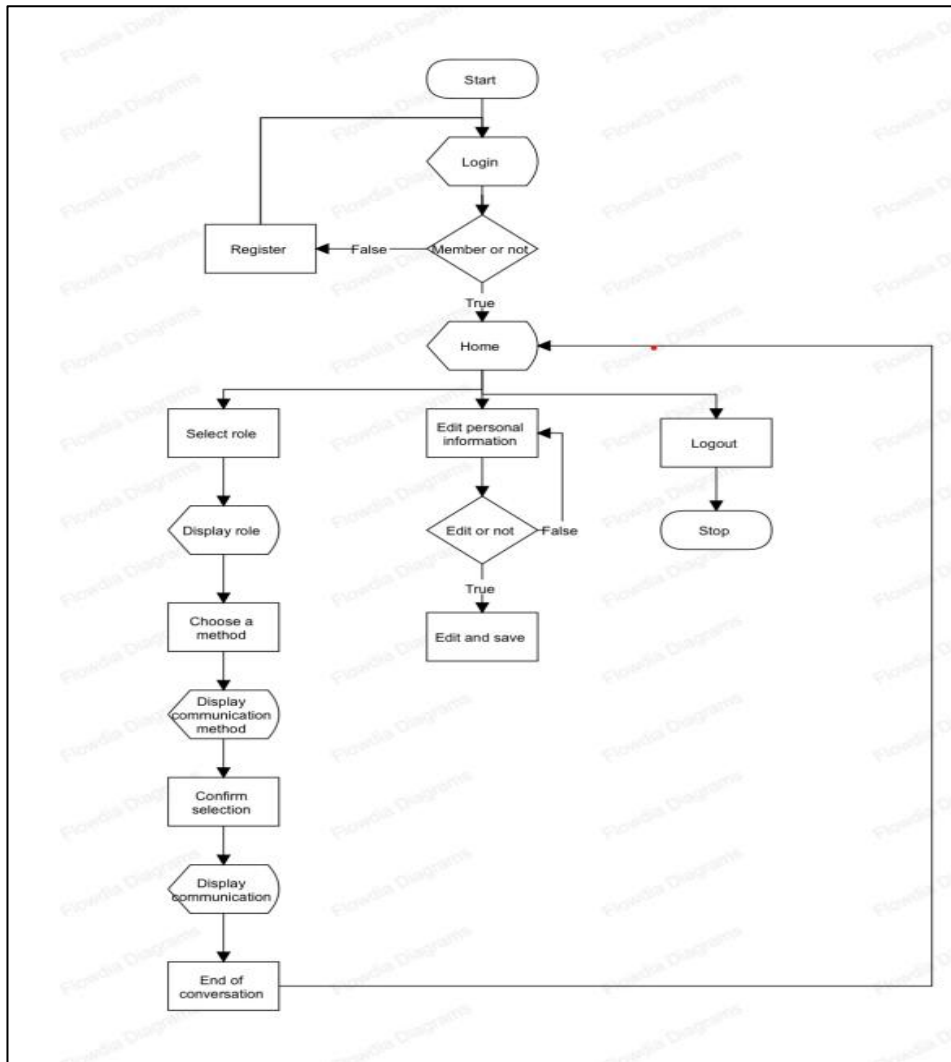 Start
Login
Register
False
Member or not
True
Home
Select role
Edit personal
information
Logout
Display role
Edit or not
False
Stop
True
Choose a
method
Edit and save
Display
communication
method
Confirm
selection
Display
communication
End of
conversation
Flowdia Diagrams